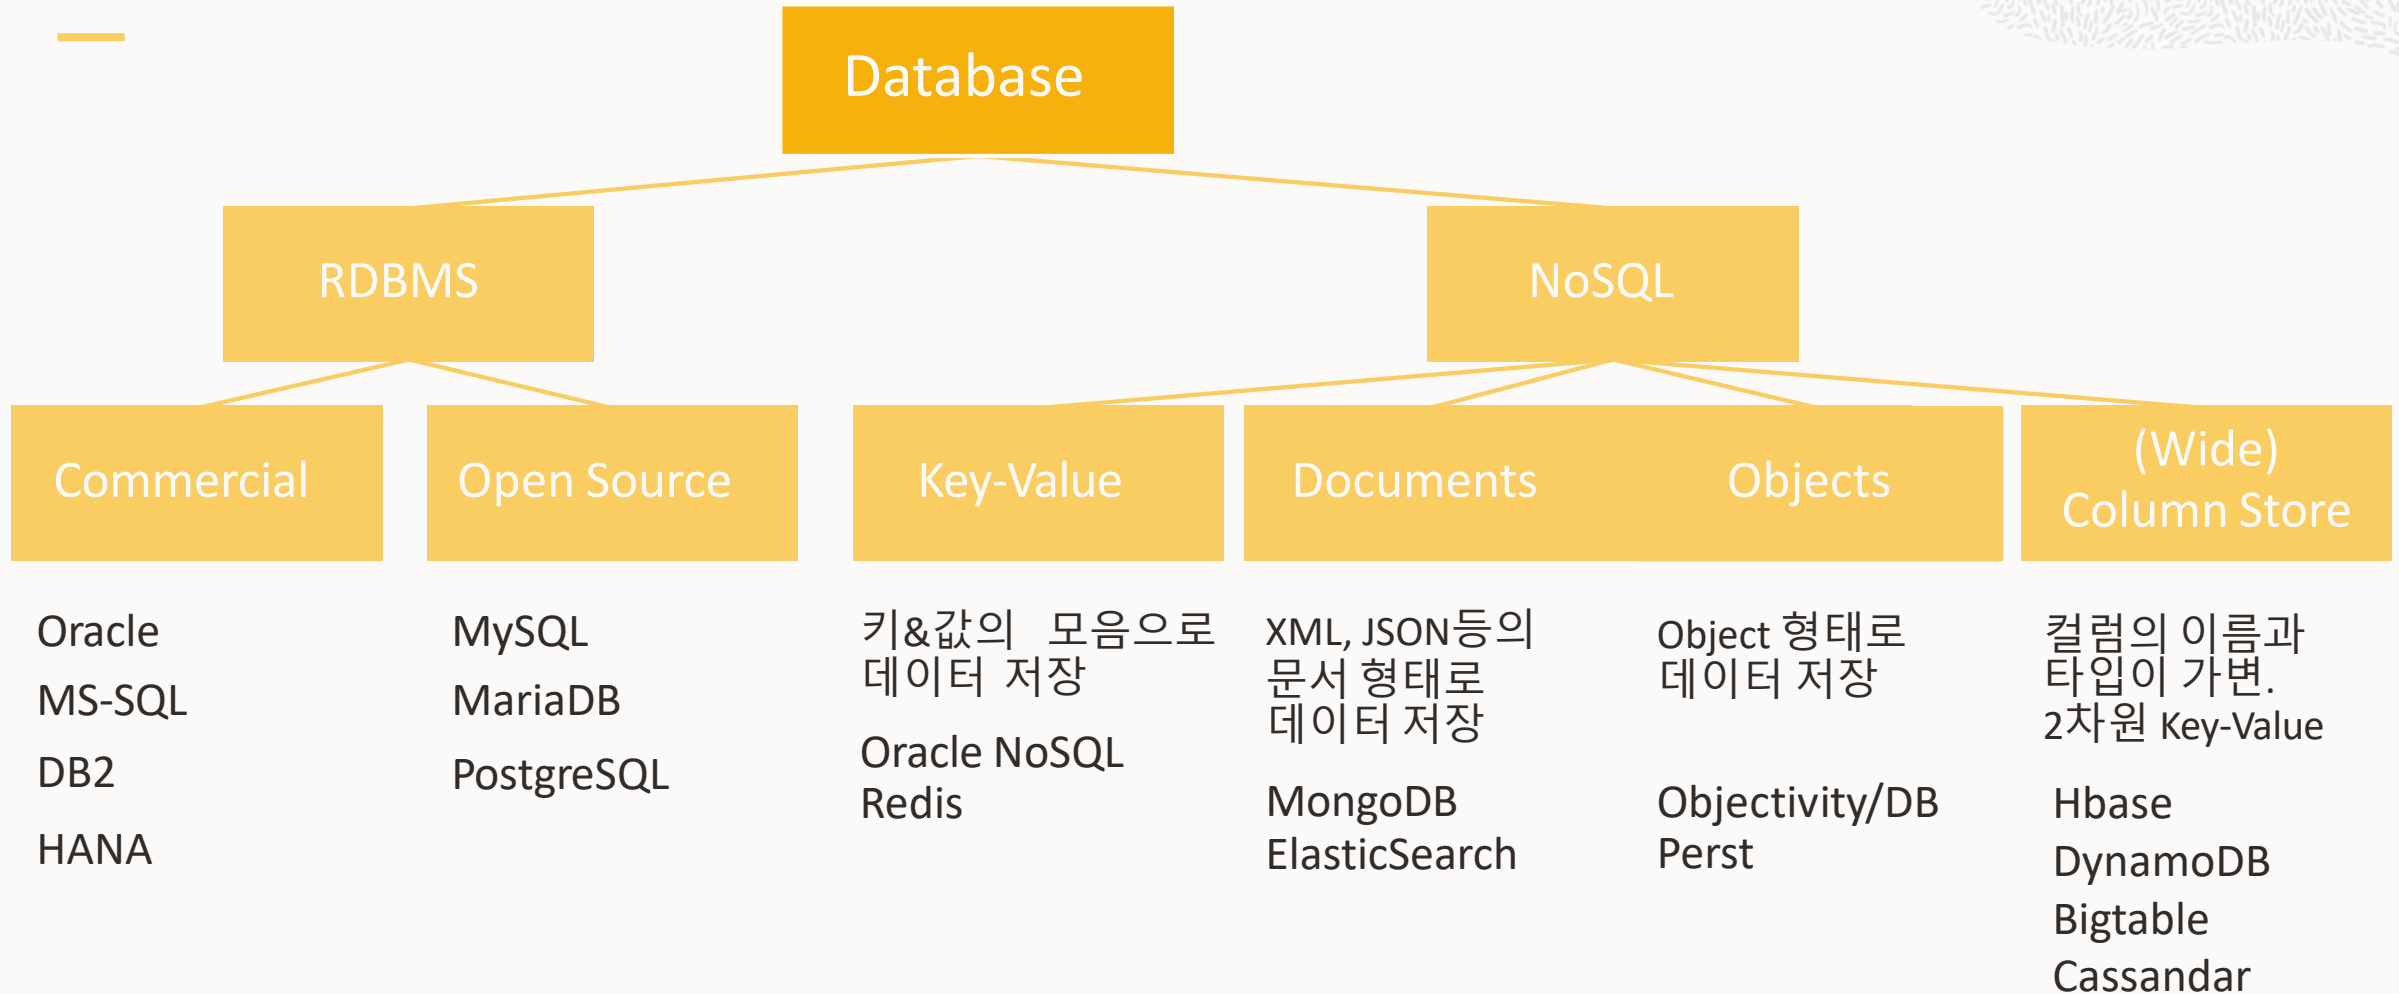 Database
RDBMS
NoSQL
Commercial
Open Source
Key-Value
Documents
Objects
(Wide)
Column Store
Oracle
MS-SQL
DB2
HANA
MySQL
MariaDB
PostgreSQL
키&값의 모음으로
데이터 저장
Oracle NoSQL
Redis
XML, JSON등의
문서 형태로
데이터 저장
MongoDB
ElasticSearch
Object 형태로
데이터 저장
Objectivity/DB
Perst
컬럼의 이름과
타입이 가변.
2차원 Key-Value
Hbase
DynamoDB
Bigtable
Cassandar